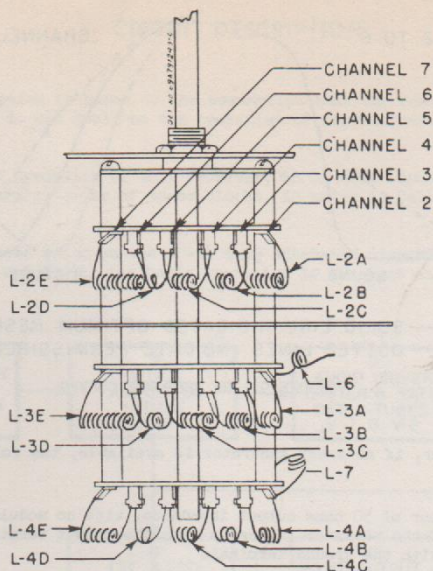 CHANNEL 7
CHANNEL 6
CHANNEL 5
CHANNEL 4
CHANNEL 3
CHANNEL 2
L-2E
L-2D
L-2A
L-2B
L-2C
L-6
L-3E
L-3D
L-3A
L-3B
L-3C
L-7
L-4E
L-4D
L-4A
L-4B
L-4C